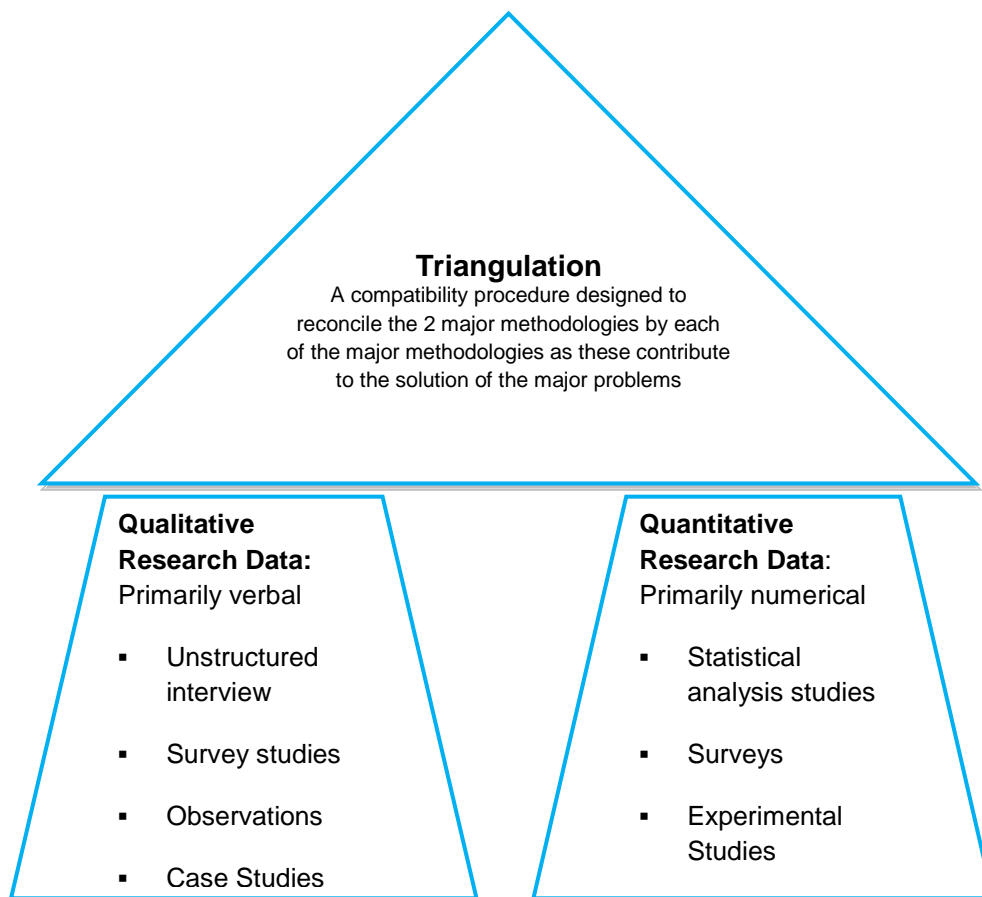 Triangulation
A compatibility procedure designed to
reconcile the 2 major methodologies by each
of the major methodologies as these contribute
to the solution of the major problems
Qualitative
Research Data:
Primarily verbal
▪ Unstructured
interview
▪ Survey studies
▪ Observations
▪ Case Studies
Quantitative
Research Data:
Primarily numerical
▪ Statistical
analysis studies
▪ Surveys
▪ Experimental
Studies